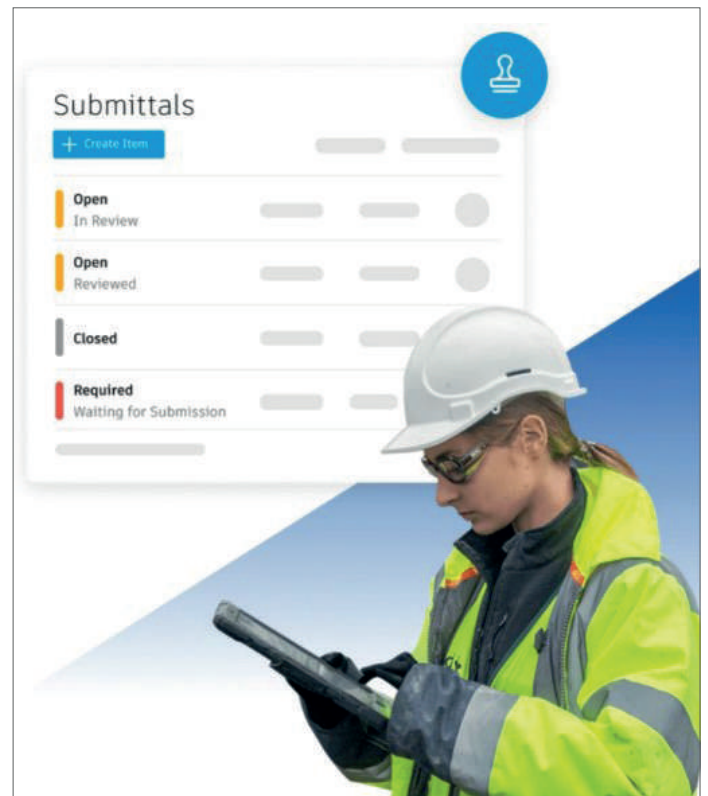 Submittals
+ Create Item
Open
In Review
Open
Reviewed
Closed
Required
Waiting for Submission